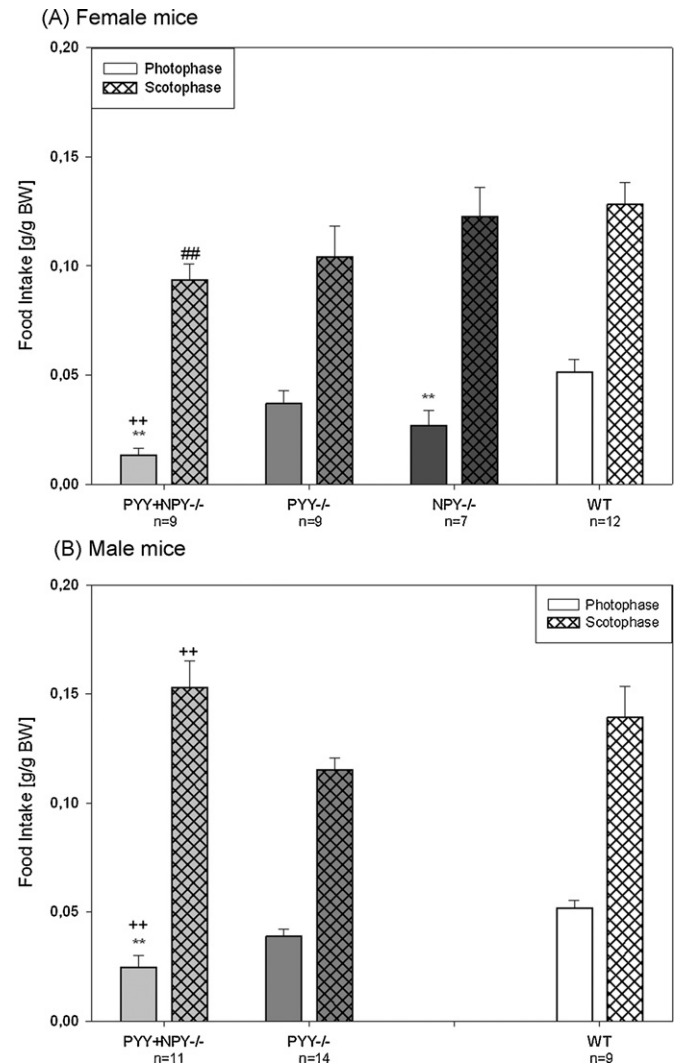 (A) Female mice
0,20
Photophase
Scotophase
0,15
Food Intake [g/g BW]
##
0,10
0,05
**
++
**
0,00
PYY+NPY-/- PYY-/- NPY-/- WT
n=9 n=9 n=7 n=12
(B) Male mice
0,20
Photophase
Scotophase
++
0,15
Food Intake [g/g BW]
0,10
0,05
++
**
0,00
PYY+NPY-/- PYY-/- WT
n=11 n=14 n=9